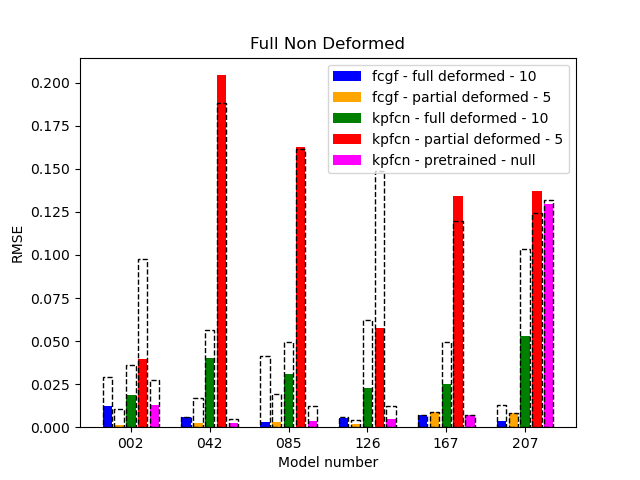 Full Non Deformed
fcgf - full deformed - 10
fcgf - partial deformed - 5
kpfcn - full deformed - 10
kpfcn - partial deformed - 5
kpfcn - pretrained - null
RMSE
0.200
0.175
0.150
0.125
0.100
0.075
0.050
0.025
0.000
002 042 085 126 167 207
Model number